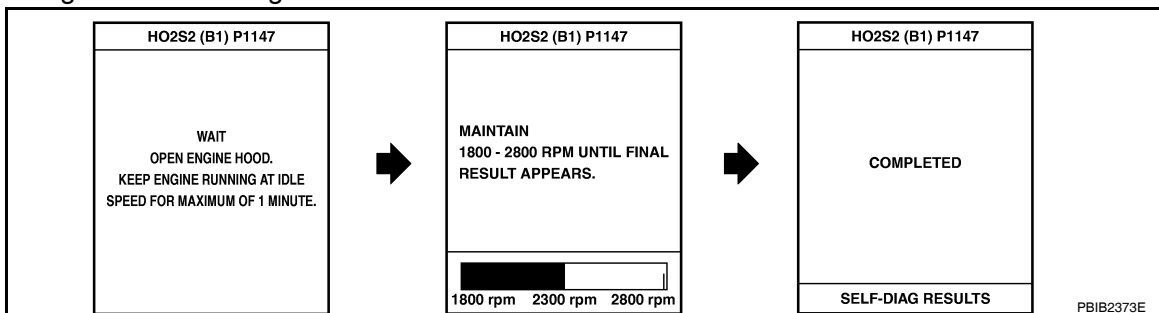 HO2S2 (B1) P1147
WAIT
OPEN ENGINE HOOD.
KEEP ENGINE RUNNING AT IDLE
SPEED FOR MAXIMUM OF 1 MINUTE.
HO2S2 (B1) P1147
MAINTAIN
1800 - 2800 RPM UNTIL FINAL
RESULT APPEARS.
1800 rpm 2300 rpm 2800 rpm
HO2S2 (B1) P1147
COMPLETED
SELF-DIAG RESULTS
PBIB2373E